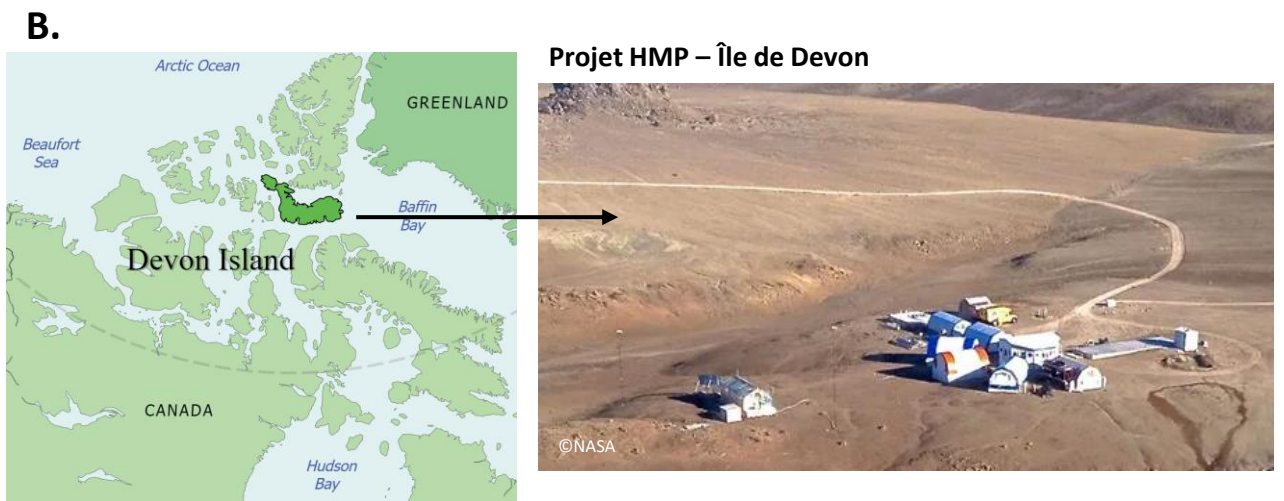 B.
Projet HMP – Île de Devon
Arctic Ocean
GREENLAND
Beaufort
Sea
Baffin
Bay
Devon Island
CANADA
Hudson
Bay
©NASA